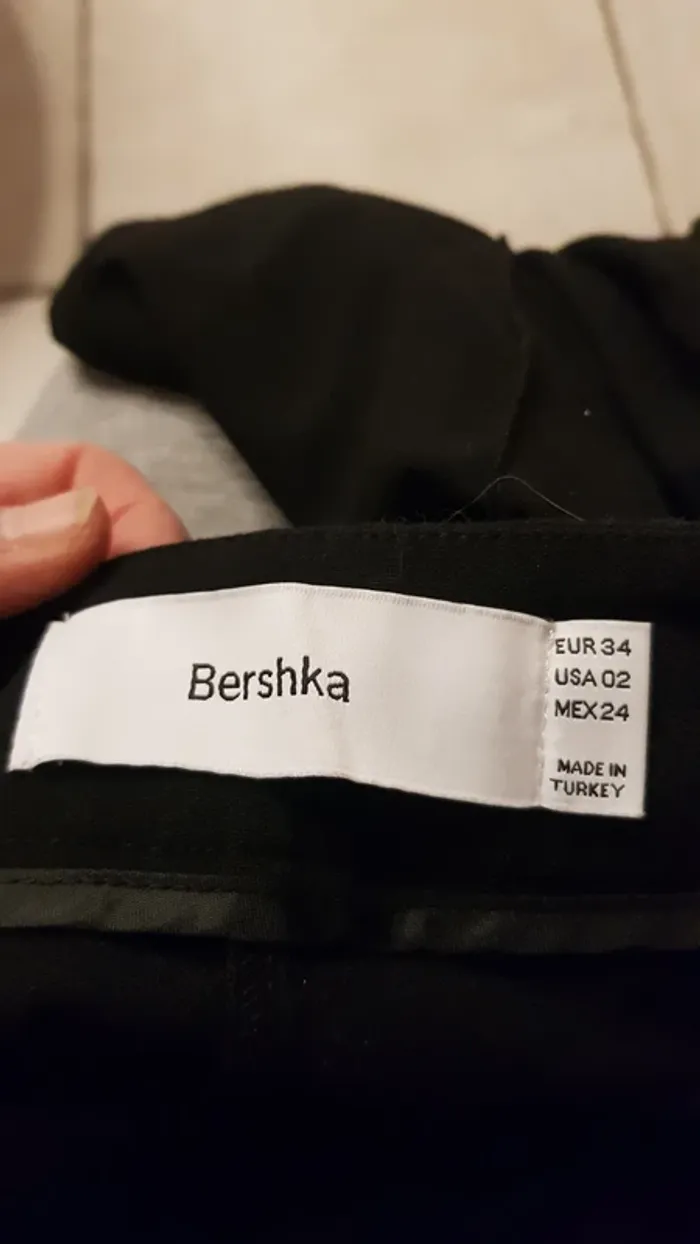 Bershka
EUR 34
USA 02
MEX 24
MADE IN
TURKEY